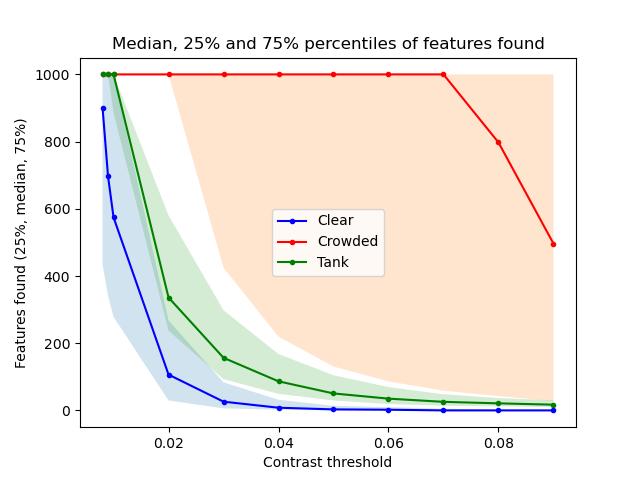 Median, 25% and 75% percentiles of features found
Features found (25%, median, 75%)
1000
800
600
400
200
0
Clear
Crowded
Tank
0.02 0.04 0.06 0.08
Contrast threshold